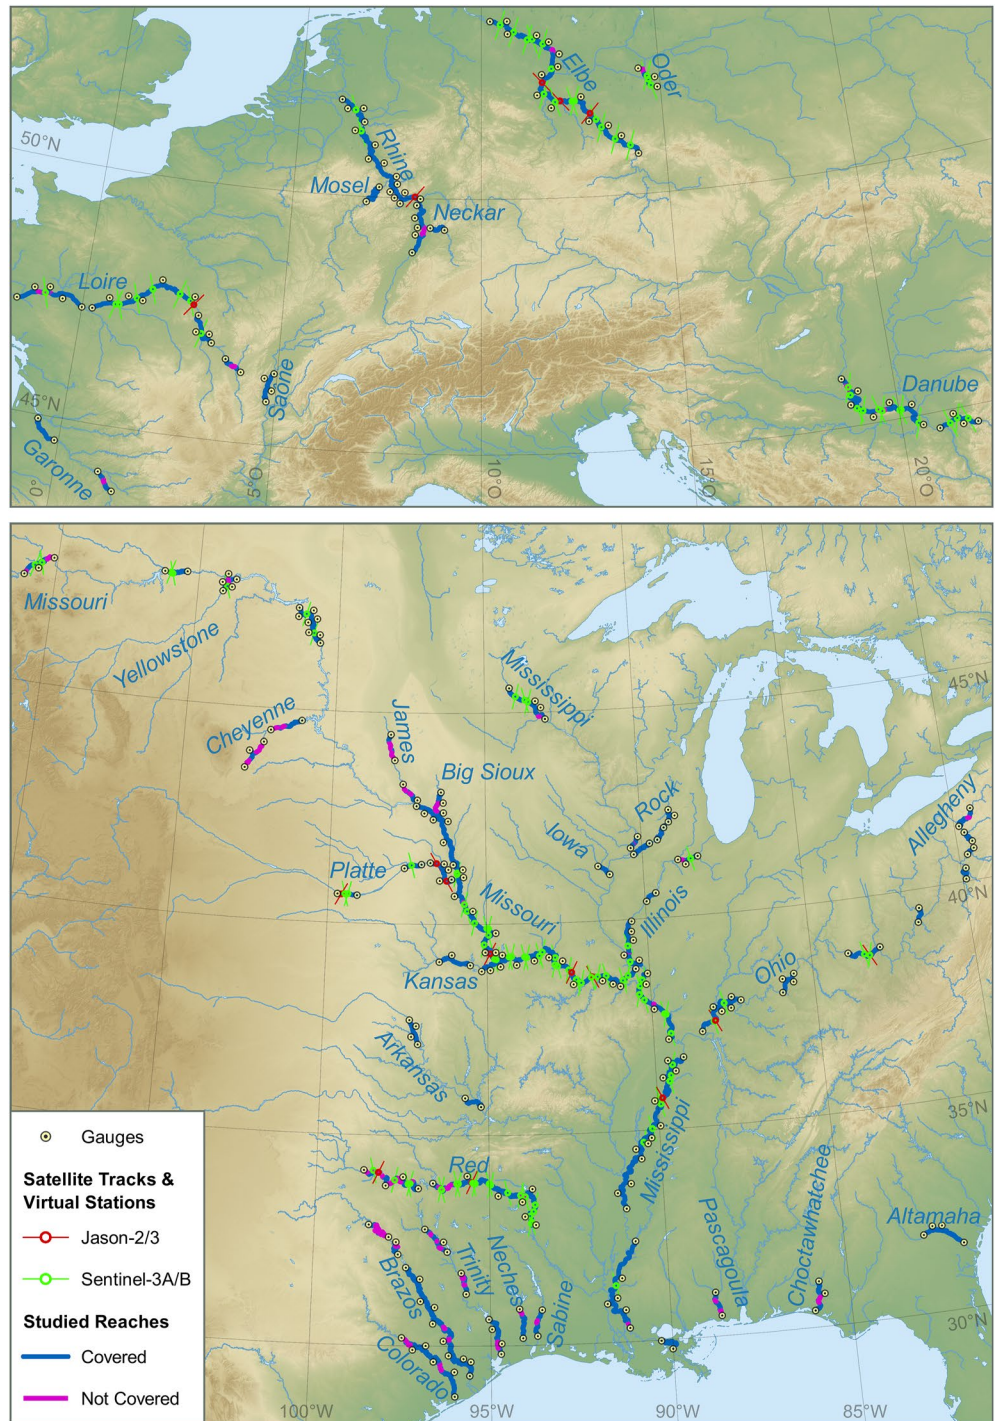 Elbe
Oder
50°N
Rhine
Mosel
Neckar
Loire
Saône
Danube
45°N
Garonne
0°
5°O
10°O
15°O
20°O
Missouri
Yellowstone
Mississippi
45°N
Cheyenne
James
Big Sioux
Rock
Iowa
Allegheny
Platte
Missouri
Illinois
40°N
Kansas
Ohio
Arkansas
35°N
Mississippi
Gauges
Satellite Tracks &
Virtual Stations
Jason-2/3
Sentinel-3A/B
Studied Reaches
Covered
Not Covered
Red
Pascagoula
Choctawhatchee
Altamaha
Brazos
Trinity
Neches
Sabine
Colorado
30°N
100°W
95°W
90°W
85°W